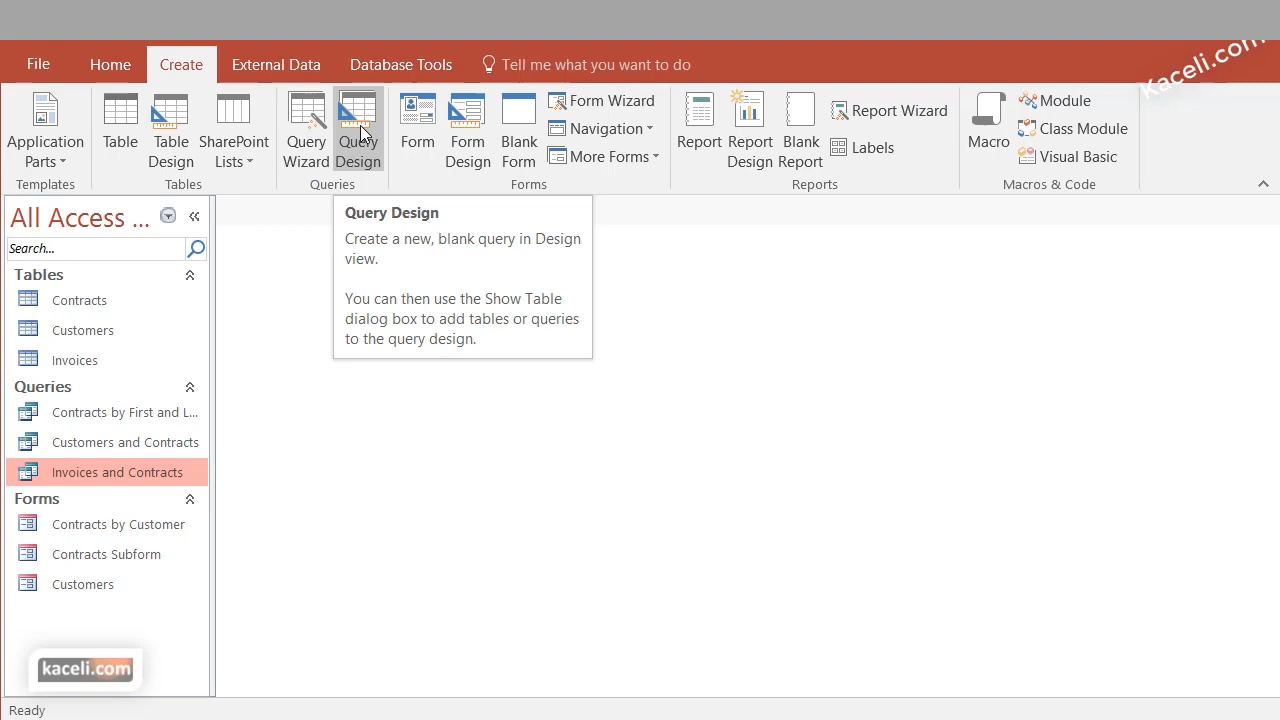 Kaceli.com
File
Home
Create
External Data
Database Tools
Tell me what you want to do
Application
Parts
Table
Table
Design
SharePoint
Lists
Query
Wizard
Query
Design
Form
Form
Design
Blank
Form
Form Wizard
Navigation
More Forms
Report
Report
Design
Blank
Report
Report Wizard
Labels
Macro
Module
Class Module
Visual Basic
Templates
Tables
Queries
Forms
Reports
Macros & Code
All Access ...
Search...
Tables
Contracts
Customers
Invoices
Queries
Contracts by First and L...
Customers and Contracts
Invoices and Contracts
Forms
Contracts by Customer
Contracts Subform
Customers
Query Design
Create a new, blank query in Design
view.
You can then use the Show Table
dialog box to add tables or queries
to the query design.
kaceli.com
Ready